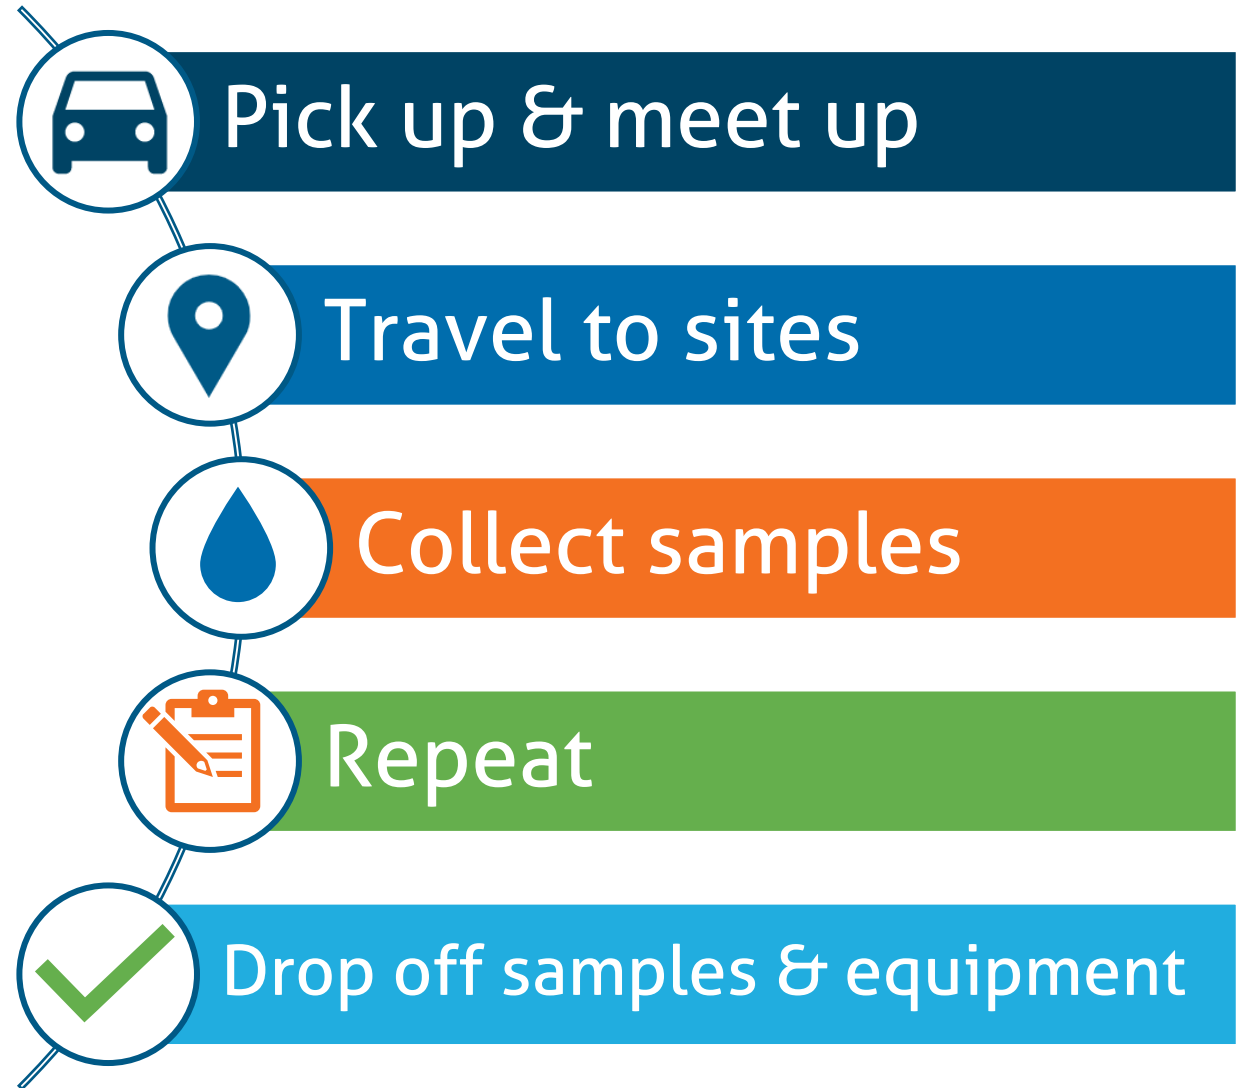 Pick up & meet up
Travel to sites
Collect samples
Repeat
Drop off samples & equipment